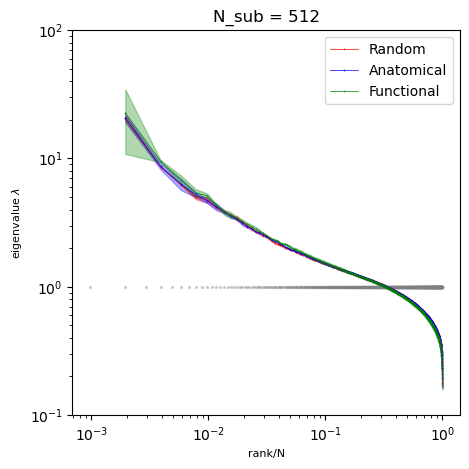 N_sub = 512
Random
Anatomical
Functional
eigenvalue λ
10²
10¹
10⁰
10⁻¹
10⁻³
10⁻²
10⁻¹
10⁰
rank/N